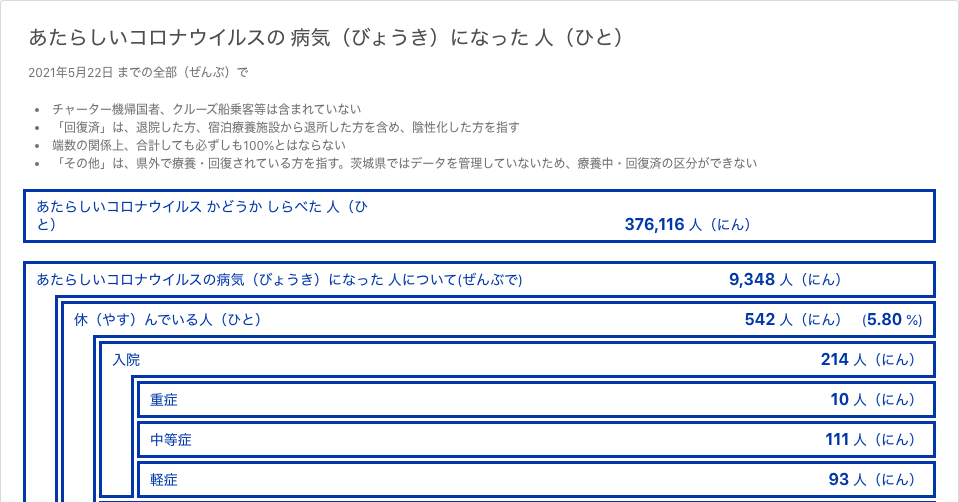 あたらしいコロナウイルスの 病気（びょうき）になった 人（ひと）
2021年5月22日 までの全部（ぜんぶ）で
• チャーター機帰国者、クルーズ船乗客等は含まれていない
• 「回復済」は、退院した方、宿泊療養施設から退所した方を含め、陰性化した方を指す
• 端数の関係上、合計しても必ずしも100%とはならない
• 「その他」は、県外で療養・回復されている方を指す。茨城県ではデータを管理していないため、療養中・回復済の区分ができない
あたらしいコロナウイルス かどうか しらべた 人（ひ
と） 376,116 人（にん）
あたらしいコロナウイルスの病気（びょうき）になった 人について(ぜんぶで) 9,348 人（にん）
休（やす）んでいる人（ひと） 542 人（にん） (5.80 %)
入院 214 人（にん）
重症 10 人（にん）
中等症 111 人（にん）
軽症 93 人（にん）